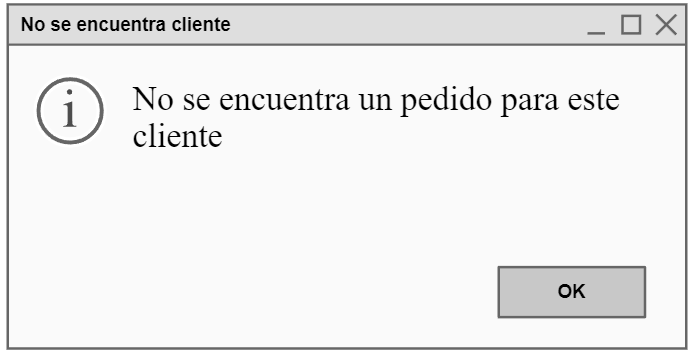 No se encuentra cliente
No se encuentra un pedido para este
cliente
OK